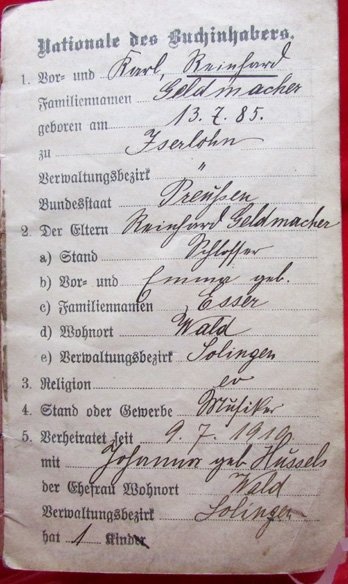 Nationale des Buchinhabers.
1. Vor- und Karl, Reinhard
Familiennamen Geldmacher
geboren am 13. 7. 85.
zu Iserlohn
Verwaltungsbezirk "
Bundesstaat Preußen
2. Der Eltern Reinhard Geldmacher
a) Stand Schlosser
b) Vor- und Emma geb.
c) Familiennamen Esser
d) Wohnort Wald
e) Verwaltungsbezirk Solingen
3. Religion ev
4. Stand oder Gewerbe Musiker
5. Verheiratet seit 9. 7. 1910
mit Johanna geb Hussels
der Ehefrau Wohnort Wald
Verwaltungsbezirk Solingen
hat 1 Kinder